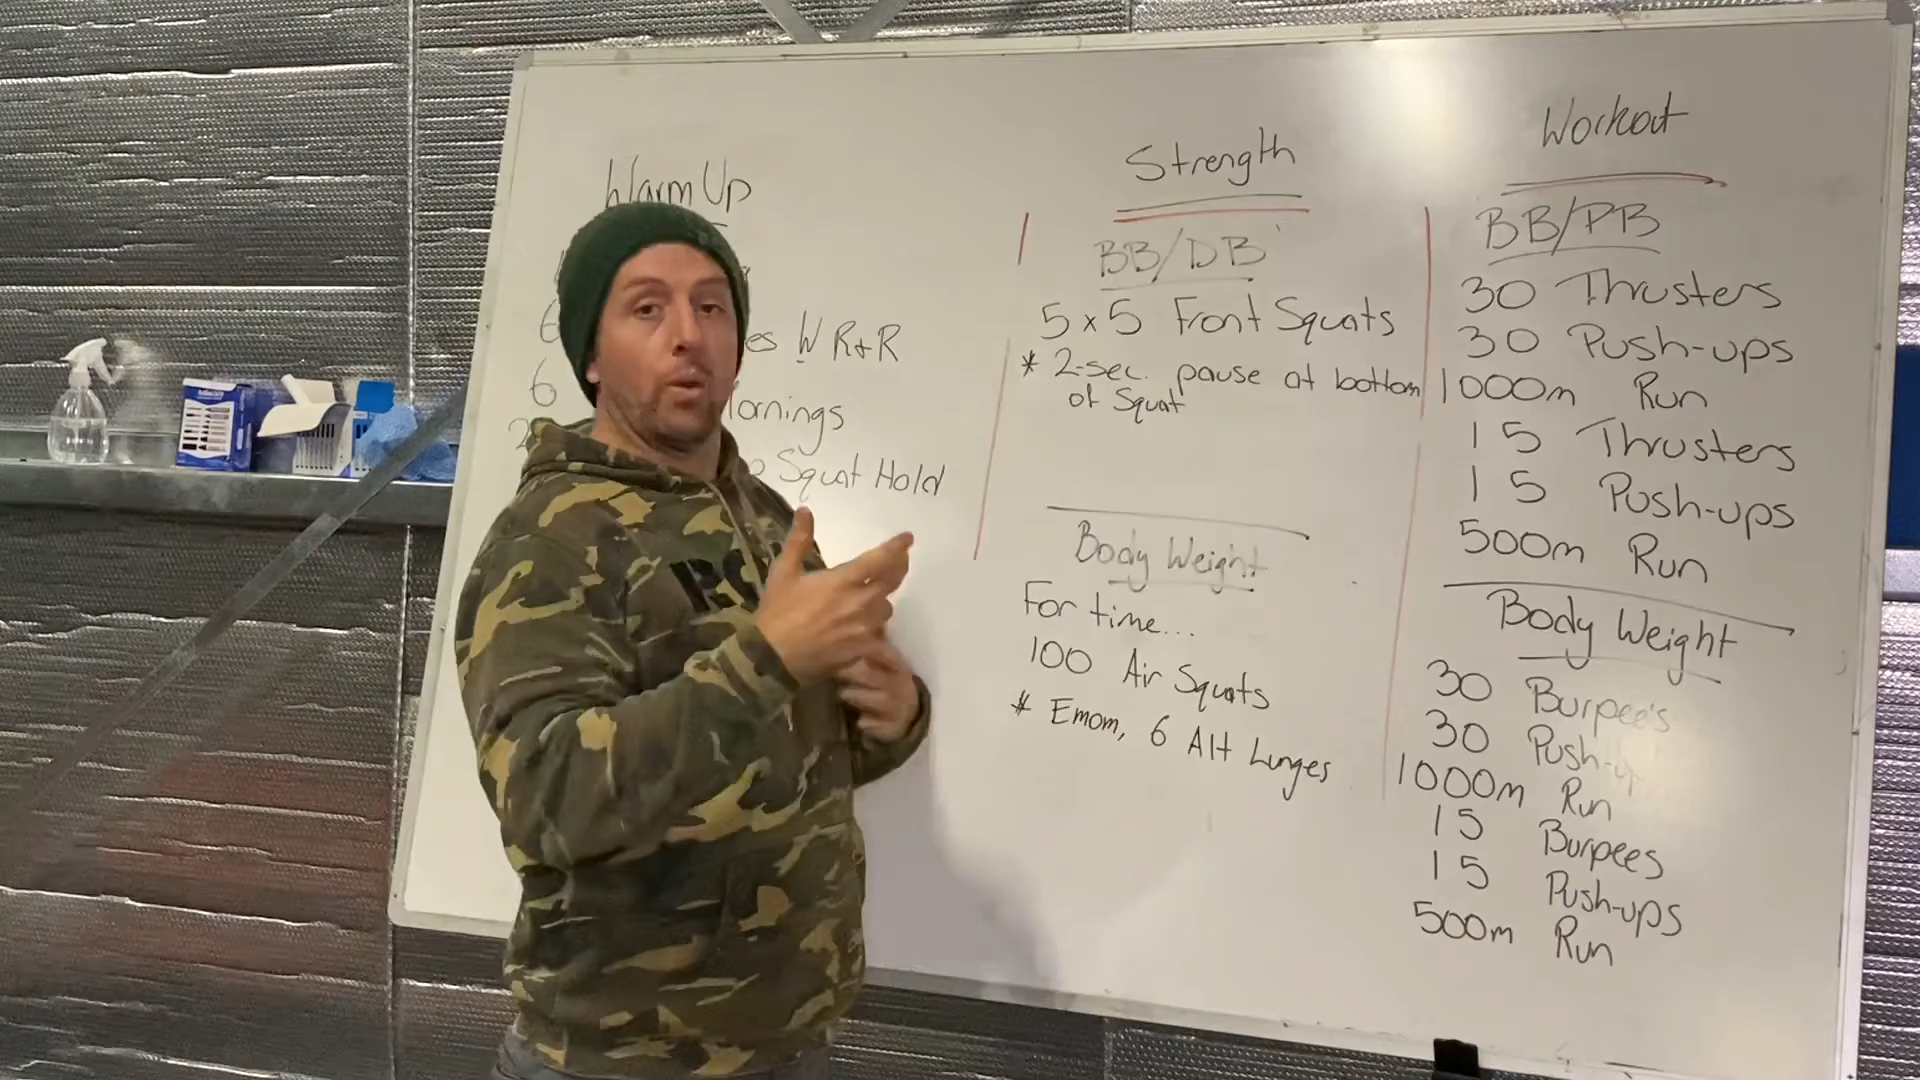 Warm Up
6
W R+R
6
Squat Hold
Strength
BB/DB
5 x 5 Front Squats
* 2-sec. pause at bottom
of Squat
Body Weight
For time...
100 Air Squats
* Emom, 6 Alt Lunges
Workout
BB/PB
30 Thrusters
30 Push-ups
1000m Run
15 Thrusters
15 Push-ups
500m Run
Body Weight
30 Burpee's
30 Push-ups
1000m Run
15 Burpees
15 Push-ups
500m Run